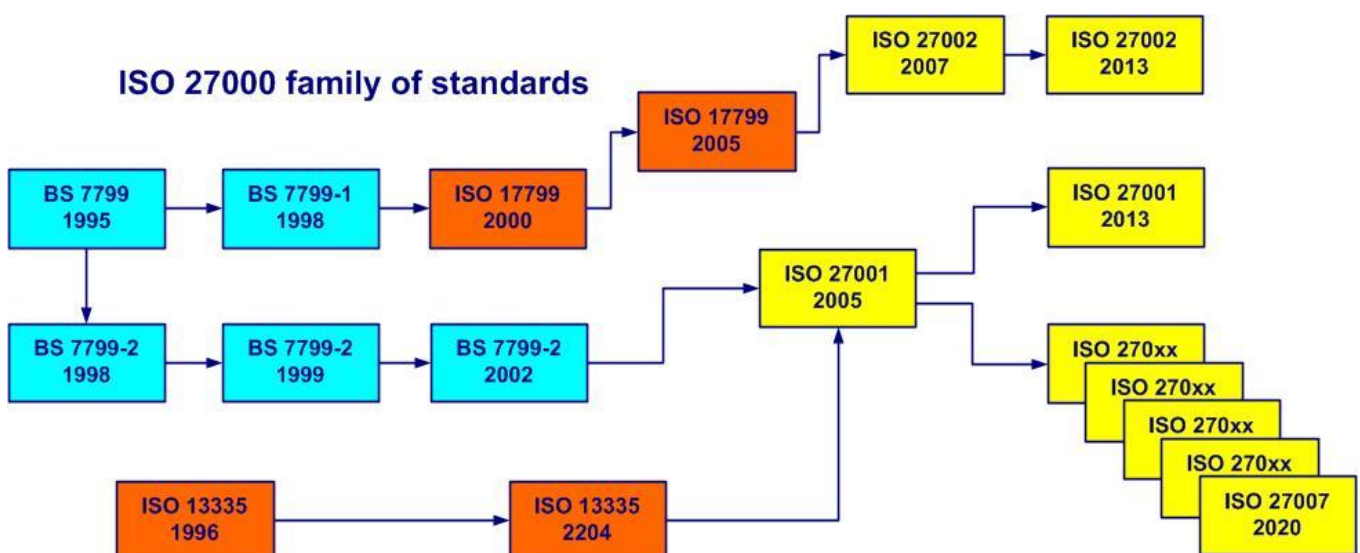 ISO 27000 family of standards
ISO 27002
2007
ISO 27002
2013
ISO 17799
2005
BS 7799
1995
BS 7799-1
1998
ISO 17799
2000
ISO 27001
2013
ISO 27001
2005
BS 7799-2
1998
BS 7799-2
1999
BS 7799-2
2002
ISO 270xx
ISO 270xx
ISO 270xx
ISO 270xx
ISO 27007
2020
ISO 13335
1996
ISO 13335
2204